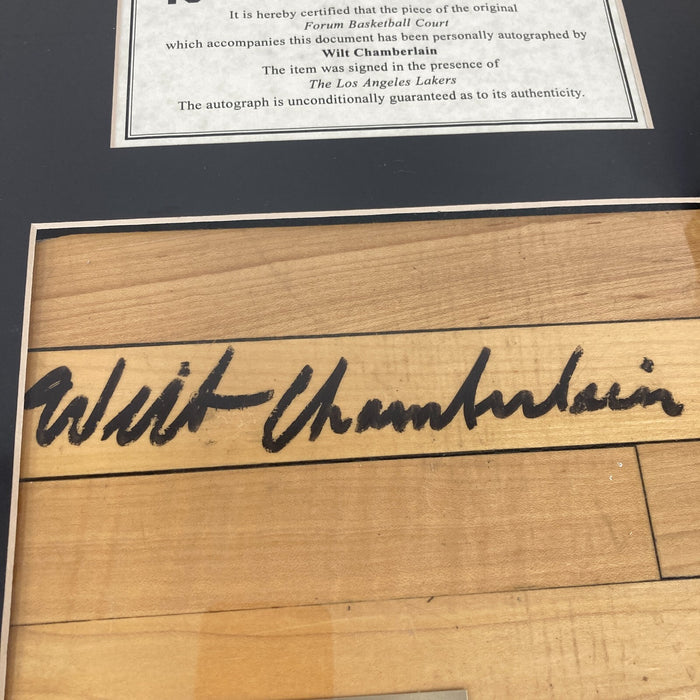 It is hereby certified that the piece of the original
Forum Basketball Court
which accompanies this document has been personally autographed by
Wilt Chamberlain
The item was signed in the presence of
The Los Angeles Lakers
The autograph is unconditionally guaranteed as to its authenticity.
Wilt Chamberlain